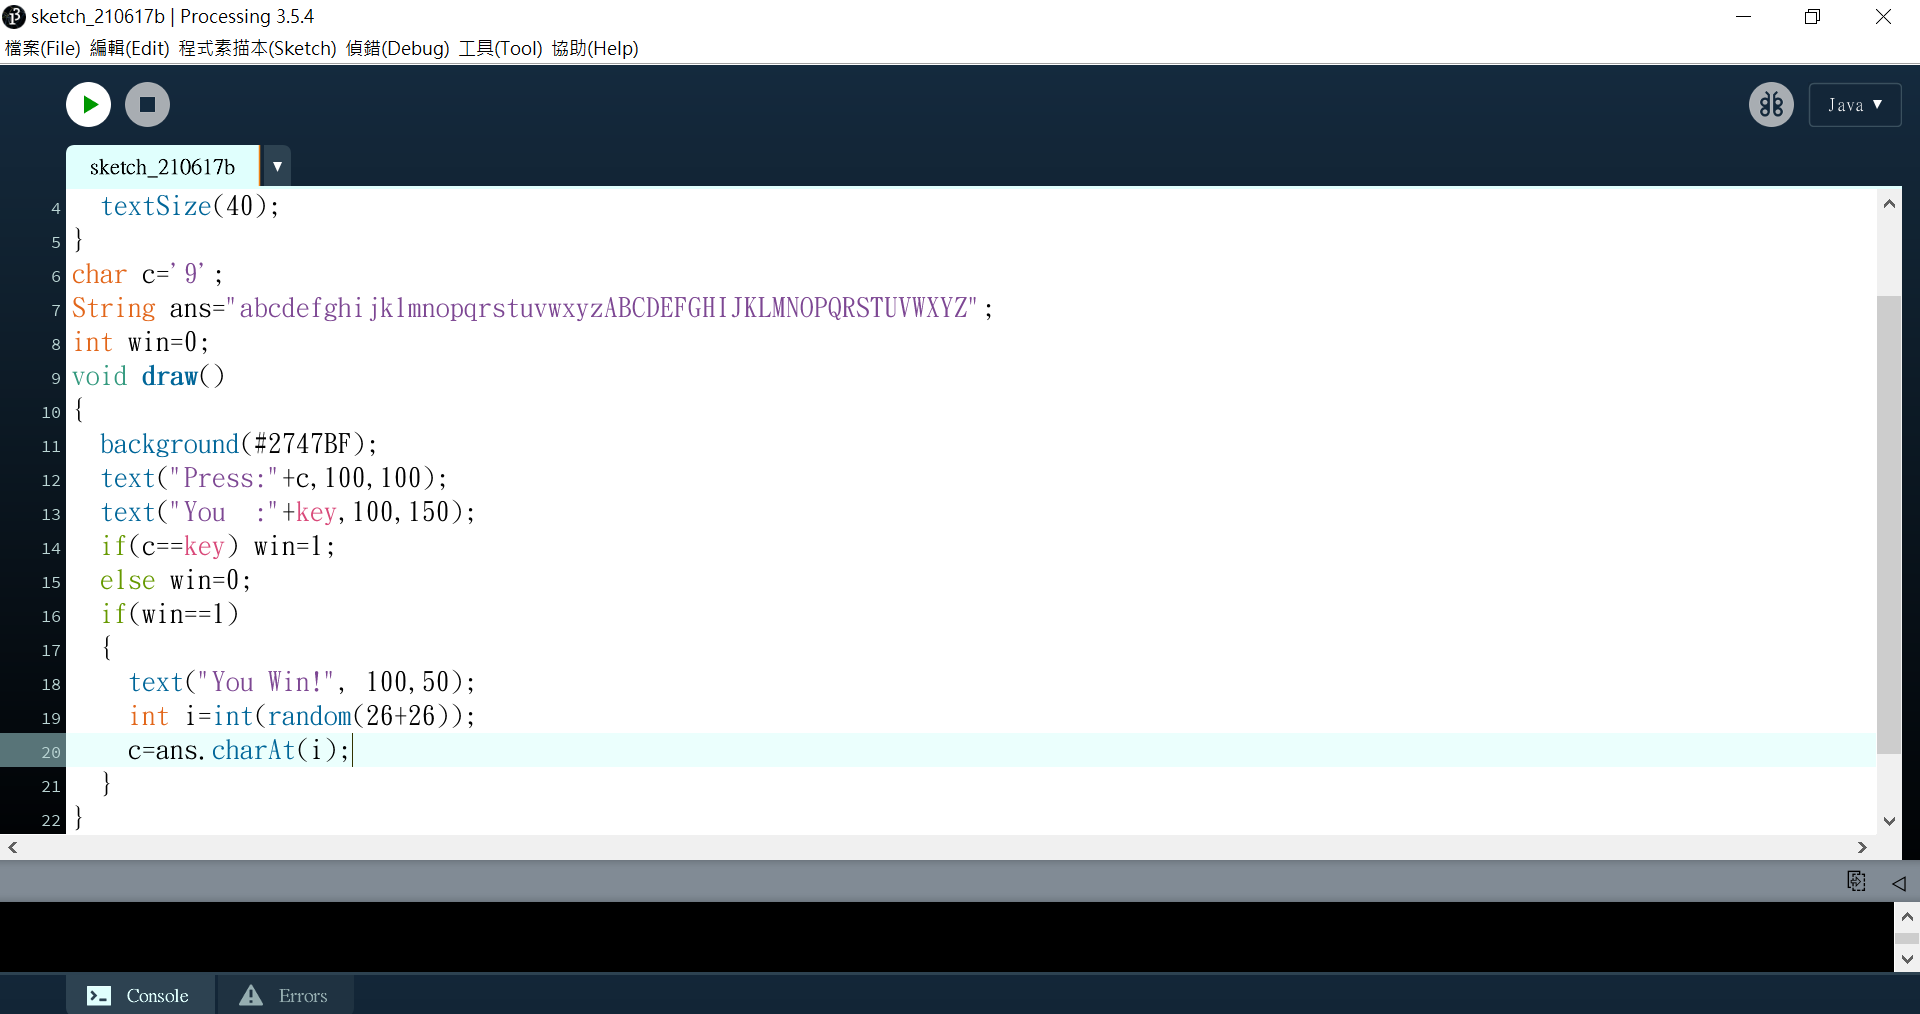 sketch_210617b | Processing 3.5.4
檔案(File) 編輯(Edit) 程式素描本(Sketch) 偵錯(Debug) 工具(Tool) 協助(Help)
Java ▼
sketch_210617b ▼
4   textSize(40);
5 }
6 char c='9';
7 String ans="abcdefghijklmnopqrstuvwxyzABCDEFGHIJKLMNOPQRSTUVWXYZ";
8 int win=0;
9 void draw()
10 {
11   background(#2747BF);
12   text("Press:"+c,100,100);
13   text("You  :"+key,100,150);
14   if(c==key) win=1;
15   else win=0;
16   if(win==1)
17   {
18     text("You Win!", 100,50);
19     int i=int(random(26+26));
20     c=ans.charAt(i);
21   }
22 }
Console Errors